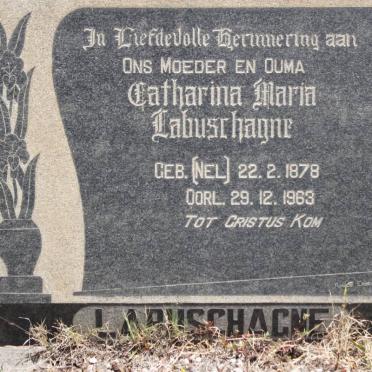 In Liefdevolle Herinnering aan
ONS MOEDER EN OUMA
Catharina Maria
Labuschagne
GEB. (NEL) 22. 2. 1878
OORL. 29. 12. 1963
TOT CRISTUS KOM
LABUSCHAGNE